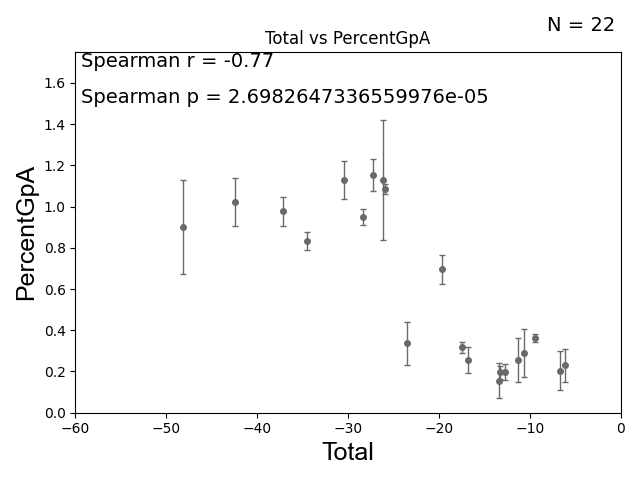 N = 22
Total vs PercentGpA
Spearman r = -0.77
Spearman p = 2.6982647336559976e-05
PercentGpA
1.6
1.4
1.2
1.0
0.8
0.6
0.4
0.2
0.0
−60
−50
−40
−30
−20
−10
0
Total